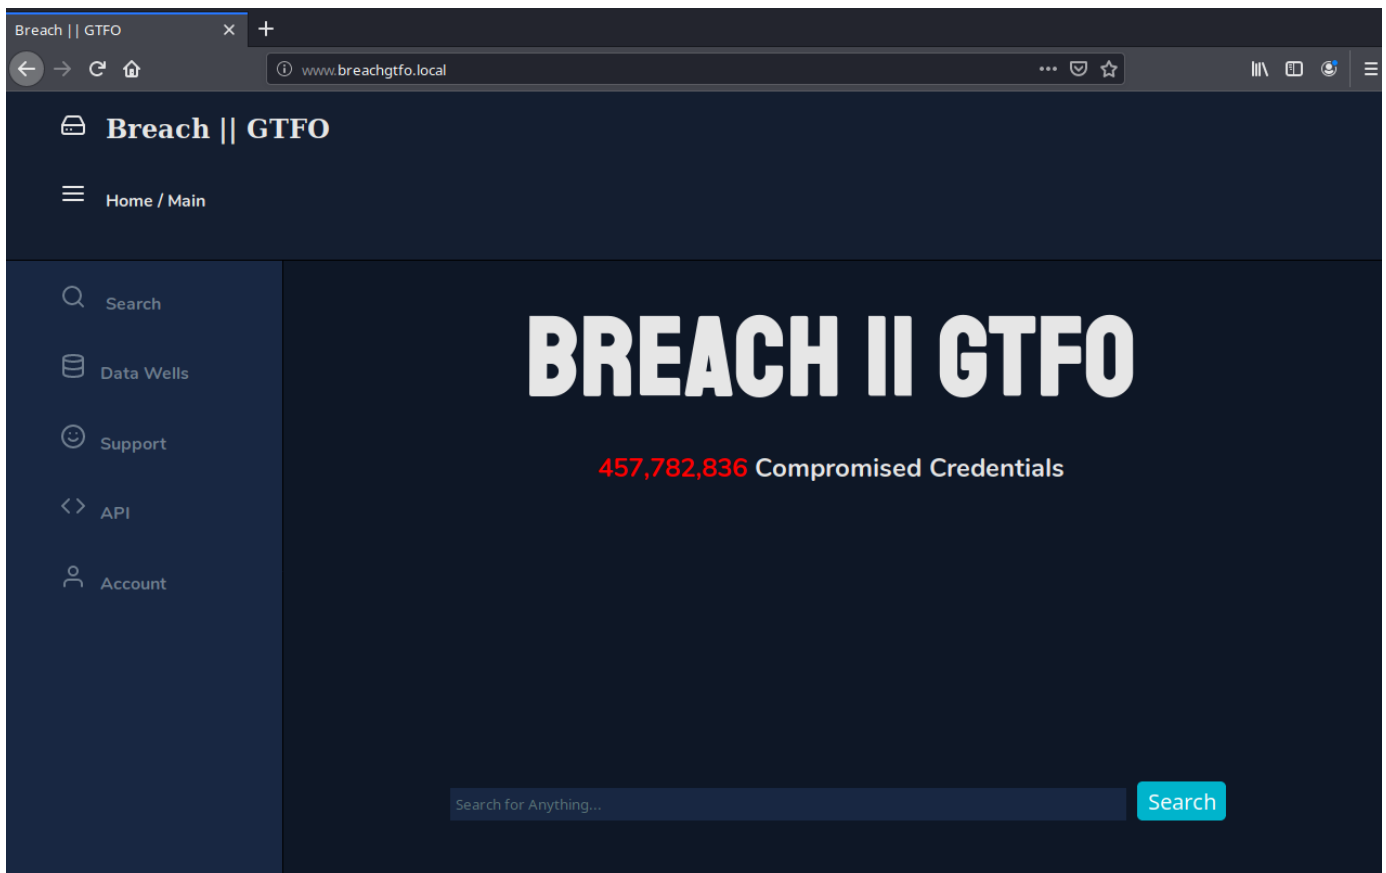 Breach || GTFO
www.breachgtfo.local
Breach || GTFO
Home / Main
Search
Data Wells
Support
API
Account
BREACH || GTFO
457,782,836 Compromised Credentials
Search for Anything...
Search